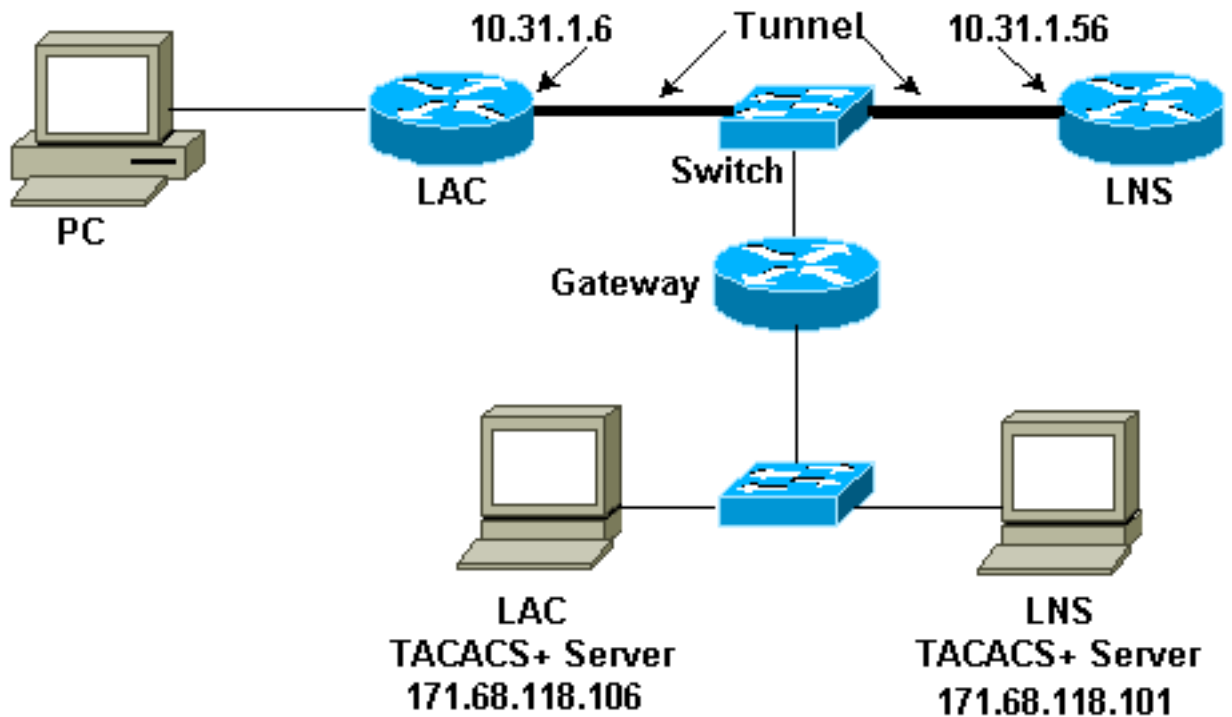 10.31.1.6
Tunnel
10.31.1.56
LAC
Switch
LNS
PC
Gateway
LAC
TACACS+ Server
171.68.118.106
LNS
TACACS+ Server
171.68.118.101